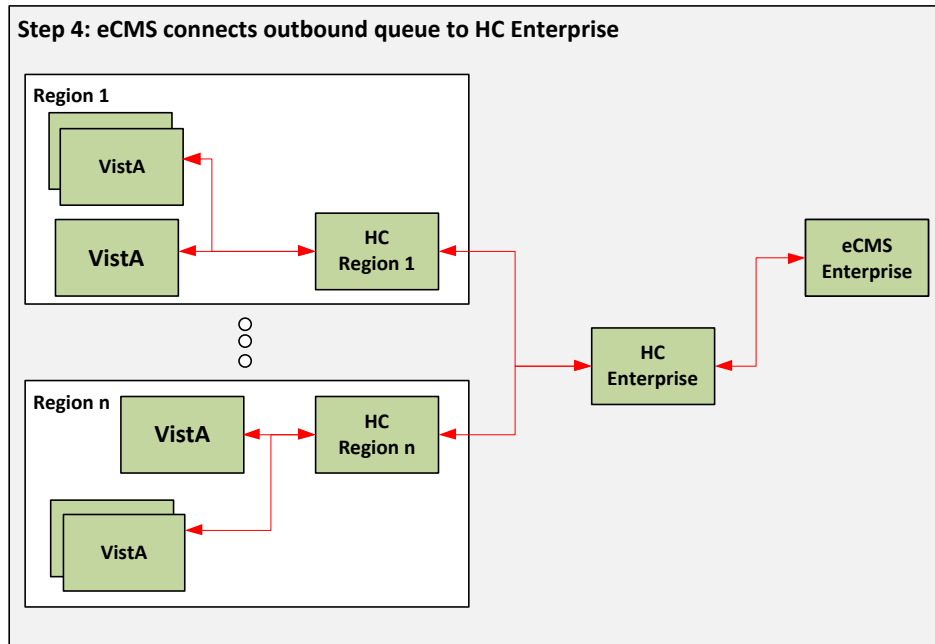 Step 4: eCMS connects outbound queue to HC Enterprise
Region 1
VistA
VistA
HC
Region 1
eCMS
Enterprise
HC
Enterprise
Region n
VistA
HC
Region n
VistA